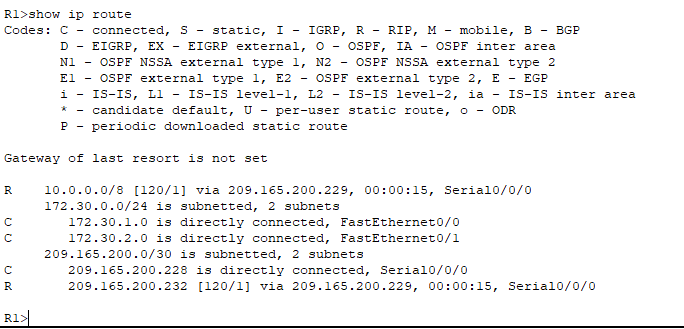 R1>show ip route
Codes: C - connected, S - static, I - IGRP, R - RIP, M - mobile, B - BGP
       D - EIGRP, EX - EIGRP external, O - OSPF, IA - OSPF inter area
       N1 - OSPF NSSA external type 1, N2 - OSPF NSSA external type 2
       E1 - OSPF external type 1, E2 - OSPF external type 2, E - EGP
       i - IS-IS, L1 - IS-IS level-1, L2 - IS-IS level-2, ia - IS-IS inter area
       * - candidate default, U - per-user static route, o - ODR
       P - periodic downloaded static route

Gateway of last resort is not set

R    10.0.0.0/8 [120/1] via 209.165.200.229, 00:00:15, Serial0/0/0
     172.30.0.0/24 is subnetted, 2 subnets
C       172.30.1.0 is directly connected, FastEthernet0/0
C       172.30.2.0 is directly connected, FastEthernet0/1
     209.165.200.0/30 is subnetted, 2 subnets
C       209.165.200.228 is directly connected, Serial0/0/0
R       209.165.200.232 [120/1] via 209.165.200.229, 00:00:15, Serial0/0/0

R1>